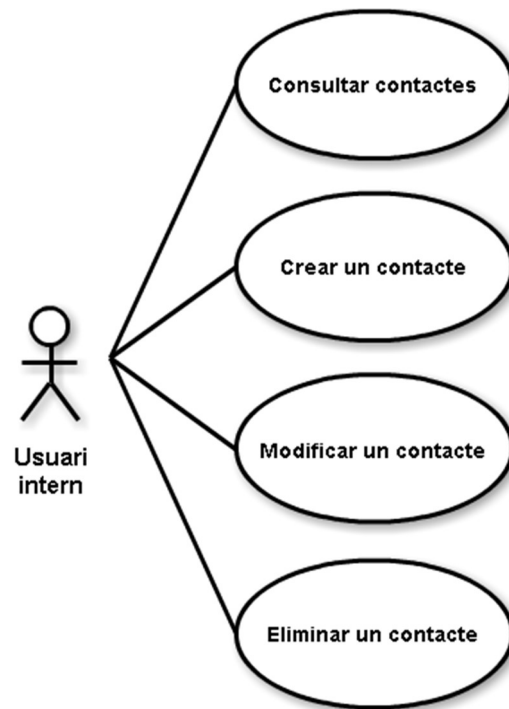 Consultar contactes
Crear un contacte
Usuari
intern
Modificar un contacte
Eliminar un contacte